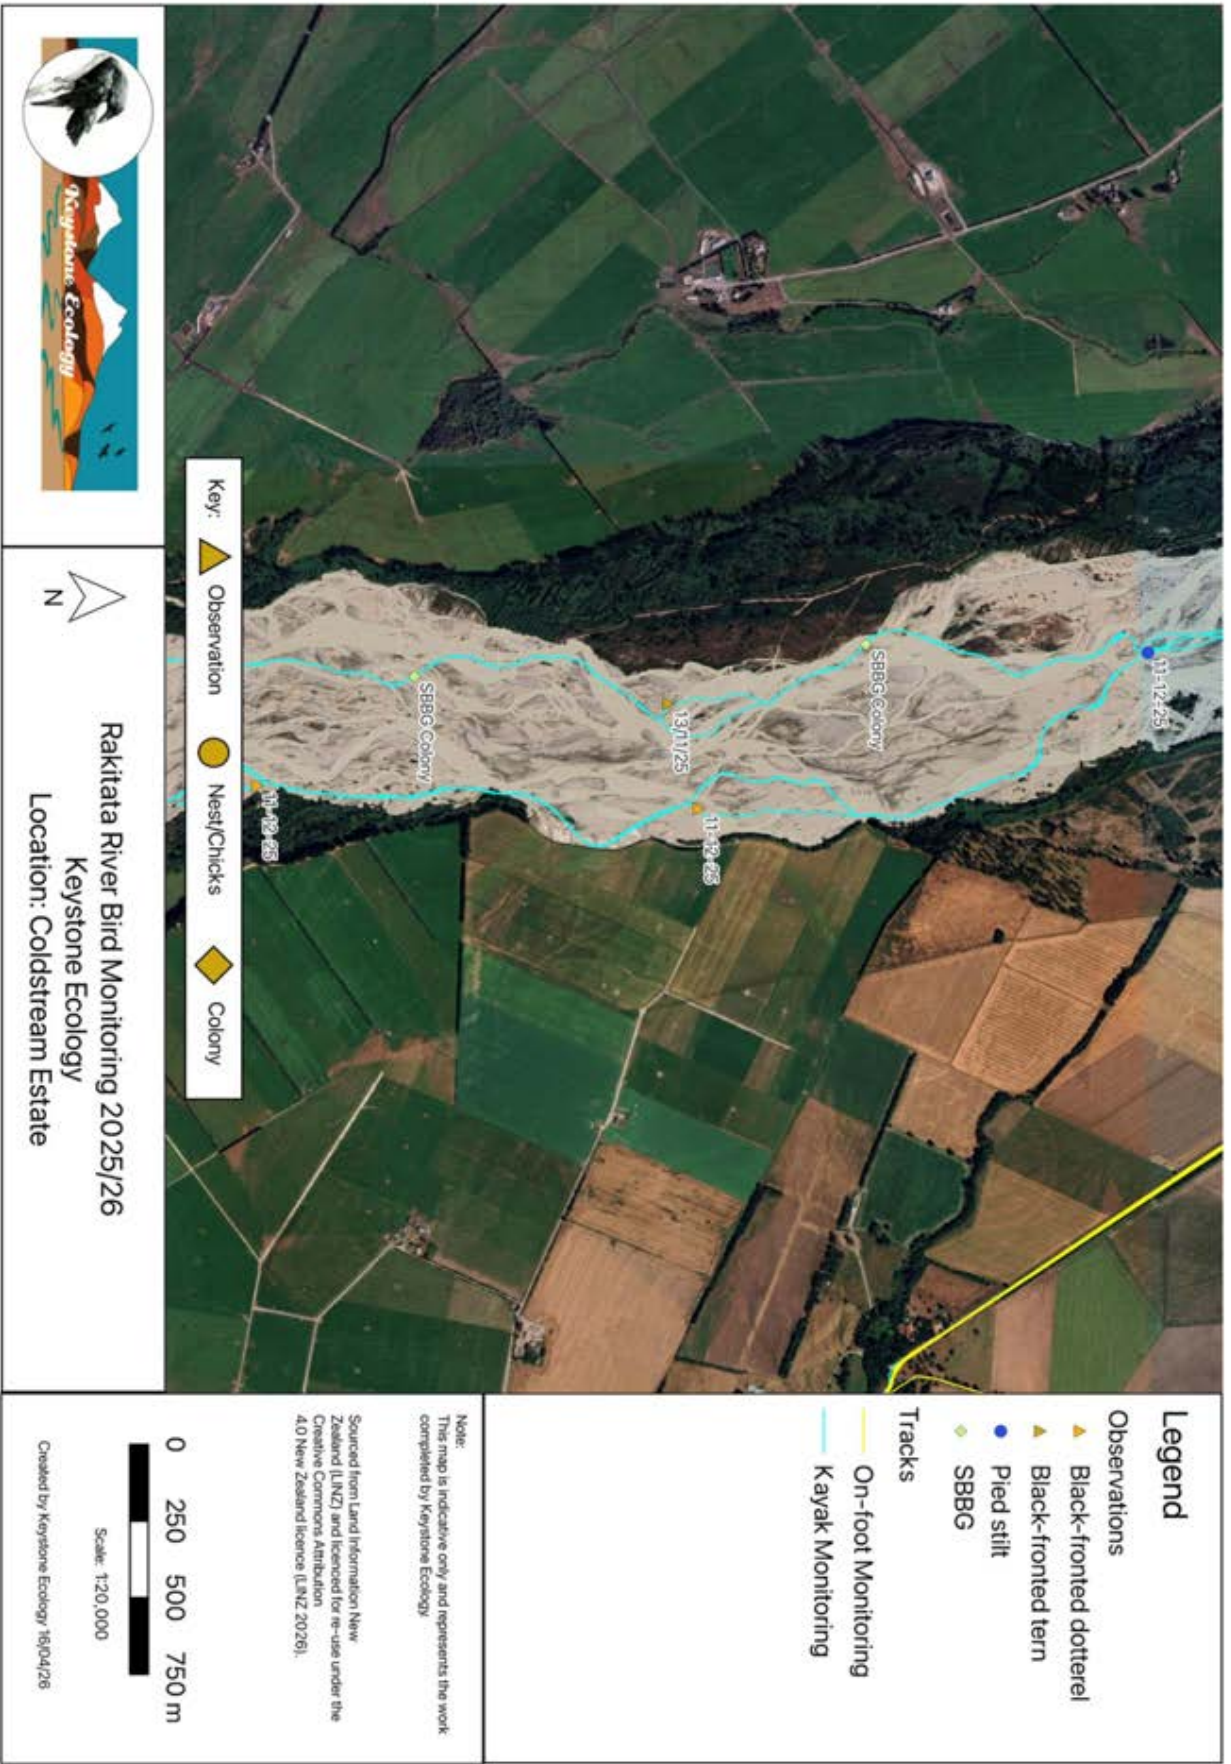 11-12-25
SBBG Colony
13/11/25
11-12-25
SBBG Colony
11-12-25
Key:
Observation
Nest/Chicks
Colony
Legend
Observations
Black-fronted dotterel
Black-fronted tern
Pied stilt
SBBG
Tracks
On-foot Monitoring
Kayak Monitoring
Note:
This map is indicative only and represents the work
completed by Keystone Ecology.
Sourced from Land Information New
Zealand (LINZ) and licenced for re-use under the
Creative Commons Attribution
4.0 New Zealand licence (LINZ 2026).
0 250 500 750 m
Scale: 1:20,000
Created by Keystone Ecology 16/04/26
Keystone Ecology
N
Rakitata River Bird Monitoring 2025/26
Keystone Ecology
Location: Coldstream Estate